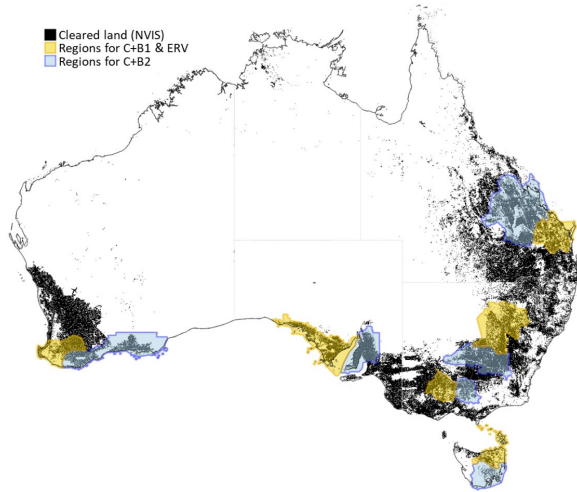 Cleared land (NVIS)
Regions for C+B1 & ERV
Regions for C+B2